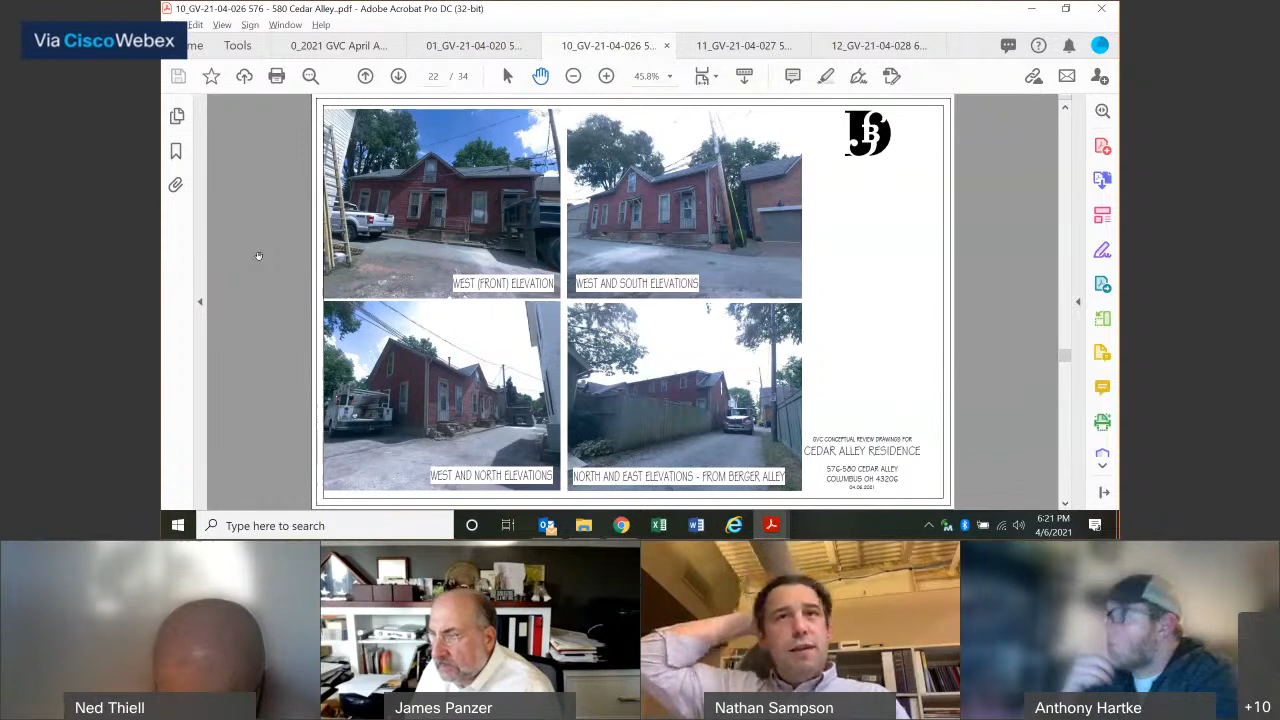 10_GV-21-04-026 576 - 580 Cedar Alley_.pdf - Adobe Acrobat Pro DC (32-bit)
Via Cisco Webex
Edit View Sign Window Help
me Tools 0_2021 GVC April A... 01_GV-21-04-020 5... 10_GV-21-04-026 5... × 11_GV-21-04-027 5... 12_GV-21-04-028 6...
22 / 34 45.8%
WEST (FRONT) ELEVATION
WEST AND SOUTH ELEVATIONS
WEST AND NORTH ELEVATIONS
NORTH AND EAST ELEVATIONS - FROM BERGER ALLEY
GVC CONCEPTUAL REVIEW DRAWINGS FOR
CEDAR ALLEY RESIDENCE
576-580 CEDAR ALLEY
COLUMBUS OH 43206
04.06.2021
Type here to search
6:21 PM
4/6/2021
Ned Thiell
James Panzer
Nathan Sampson
Anthony Hartke
+10